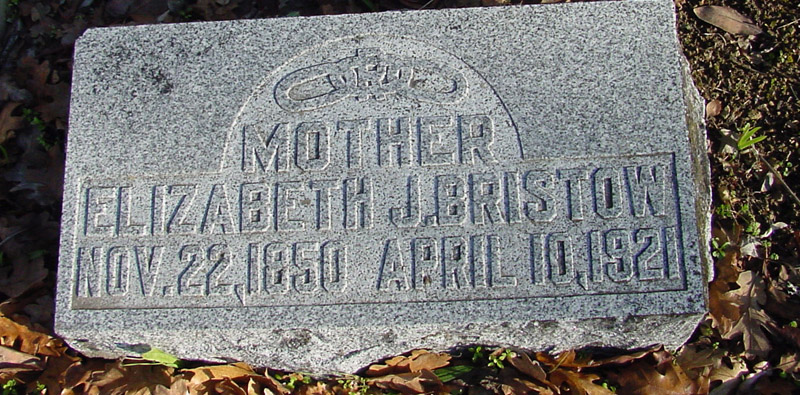 MOTHER
ELIZABETH J. BRISTOW
NOV. 22, 1850 APRIL 10, 1921